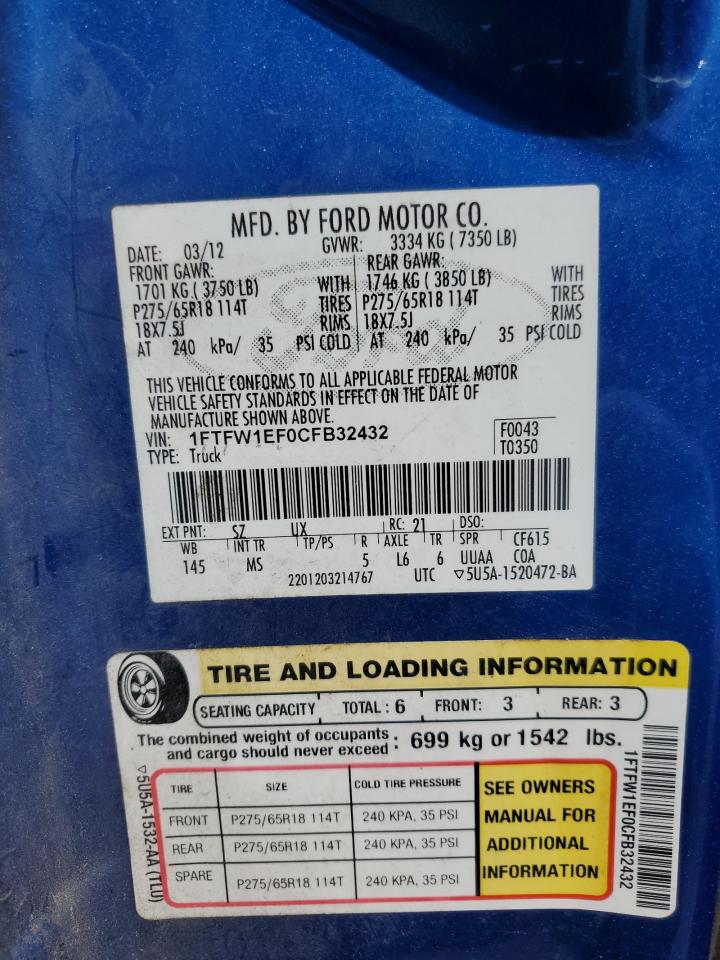 MFD. BY FORD MOTOR CO.
DATE: 03/12 GVWR: 3334 KG ( 7350 LB)
FRONT GAWR: REAR GAWR:
1701 KG ( 3750 LB) WITH 1746 KG ( 3850 LB) WITH
P275/65R18 114T TIRES P275/65R18 114T TIRES
18X7.5J RIMS 18X7.5J RIMS
AT 240 kPa/ 35 PSI COLD AT 240 kPa/ 35 PSI COLD
Ford
THIS VEHICLE CONFORMS TO ALL APPLICABLE FEDERAL MOTOR
VEHICLE SAFETY STANDARDS IN EFFECT ON THE DATE OF
MANUFACTURE SHOWN ABOVE.
VIN: 1FTFW1EF0CFB32432 F0043
TYPE: Truck T0350
EXT PNT: SZ UX RC: 21 DSO:
WB INT TR TP/PS R AXLE TR SPR CF615
145 MS 5 L6 6 UUAA COA
2201203214767 UTC ▽5U5A-1520472-BA
TIRE AND LOADING INFORMATION
SEATING CAPACITY TOTAL : 6 FRONT: 3 REAR: 3
The combined weight of occupants
and cargo should never exceed : 699 kg or 1542 lbs.
TIRE SIZE COLD TIRE PRESSURE
FRONT P275/65R18 114T 240 KPA, 35 PSI
REAR P275/65R18 114T 240 KPA, 35 PSI
SPARE P275/65R18 114T 240 KPA, 35 PSI
SEE OWNERS
MANUAL FOR
ADDITIONAL
INFORMATION
▽5U5A-1532-AA (TLU)
1FTFW1EF0CFB32432